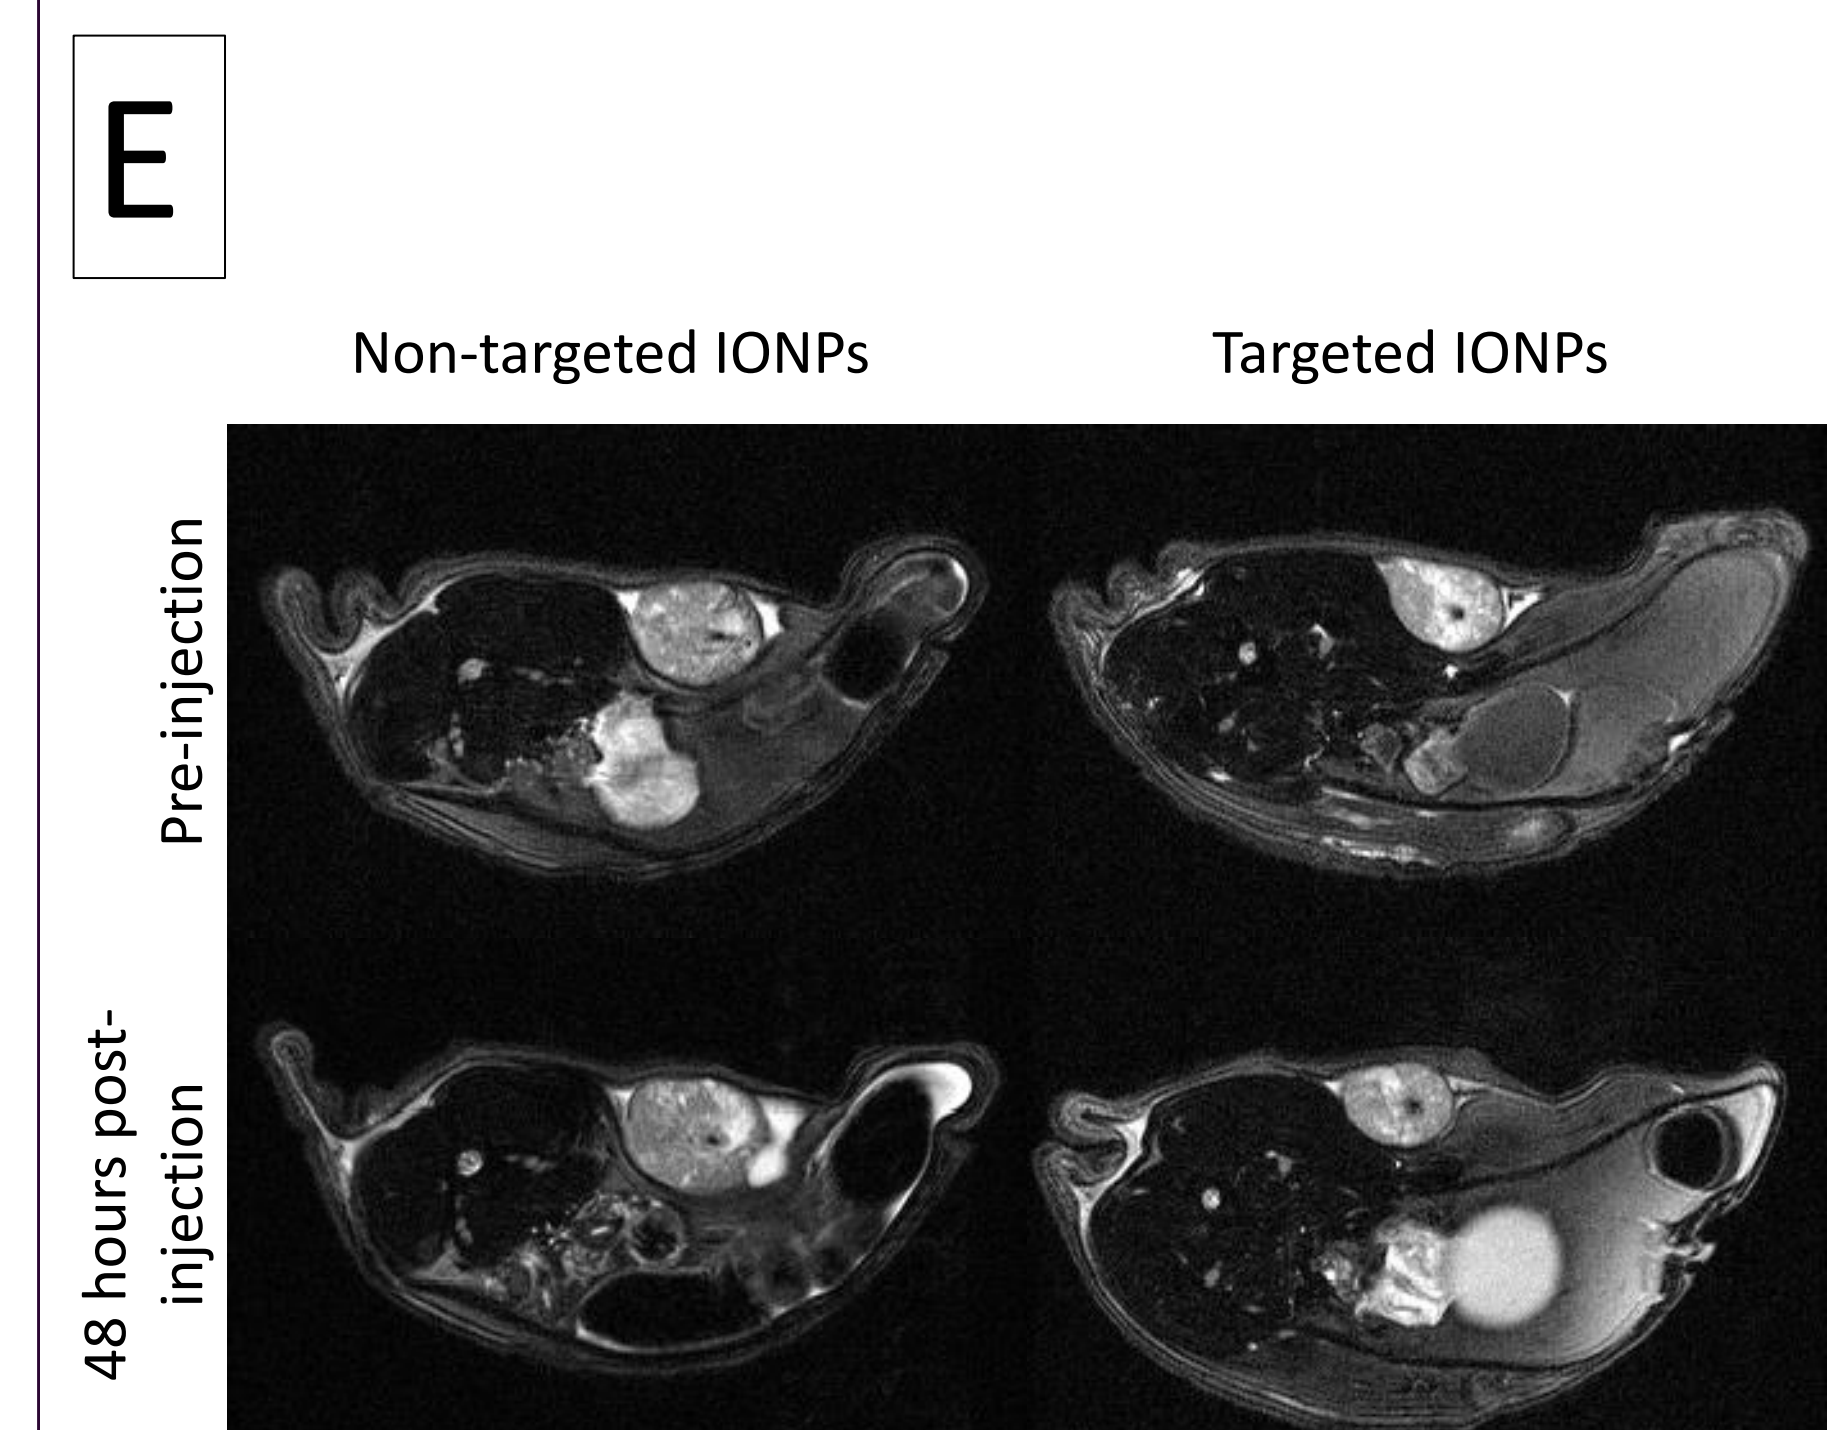 E
Non-targeted IONPs
Targeted IONPs
Pre-injection
48 hours post-
injection